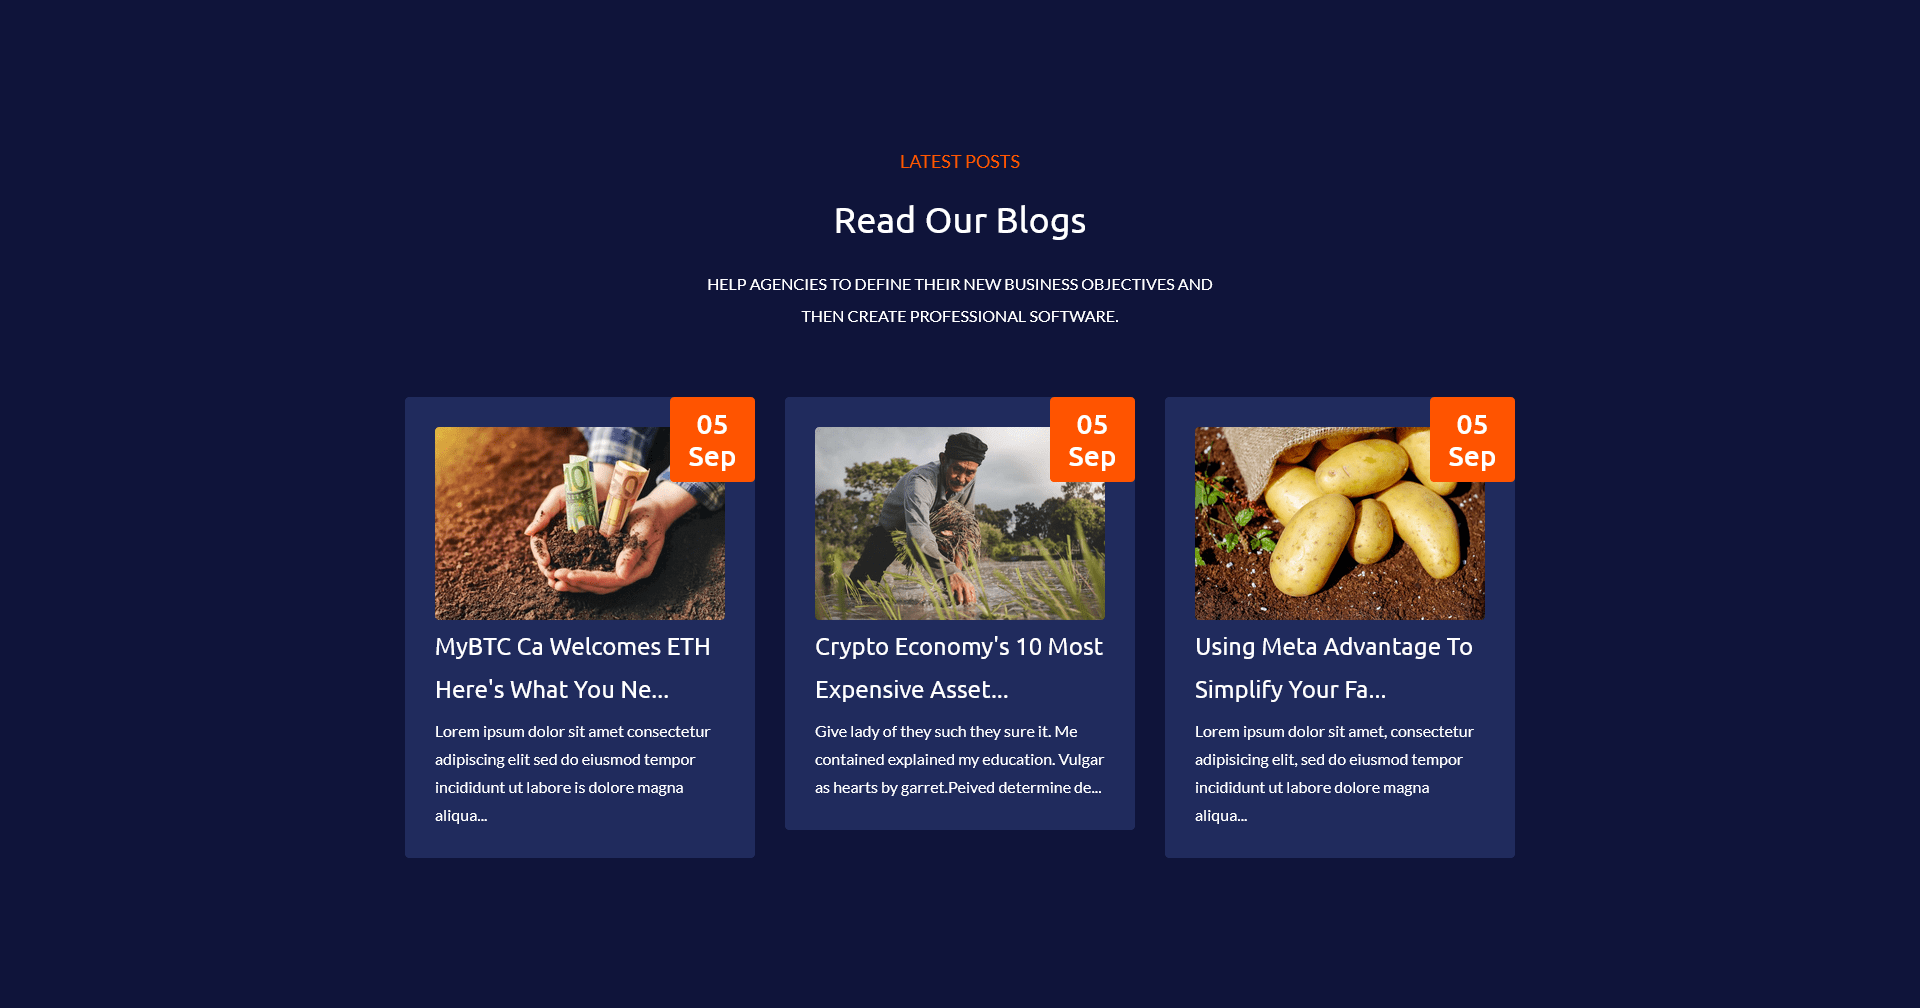 LATEST POSTS
Read Our Blogs
HELP AGENCIES TO DEFINE THEIR NEW BUSINESS OBJECTIVES AND
THEN CREATE PROFESSIONAL SOFTWARE.
05
Sep
MyBTC Ca Welcomes ETH
Here's What You Ne...
Lorem ipsum dolor sit amet consectetur
adipiscing elit sed do eiusmod tempor
incididunt ut labore is dolore magna
aliqua...
05
Sep
Crypto Economy's 10 Most
Expensive Asset...
Give lady of they such they sure it. Me
contained explained my education. Vulgar
as hearts by garret.Peived determine de...
05
Sep
Using Meta Advantage To
Simplify Your Fa...
Lorem ipsum dolor sit amet, consectetur
adipisicing elit, sed do eiusmod tempor
incididunt ut labore dolore magna
aliqua...